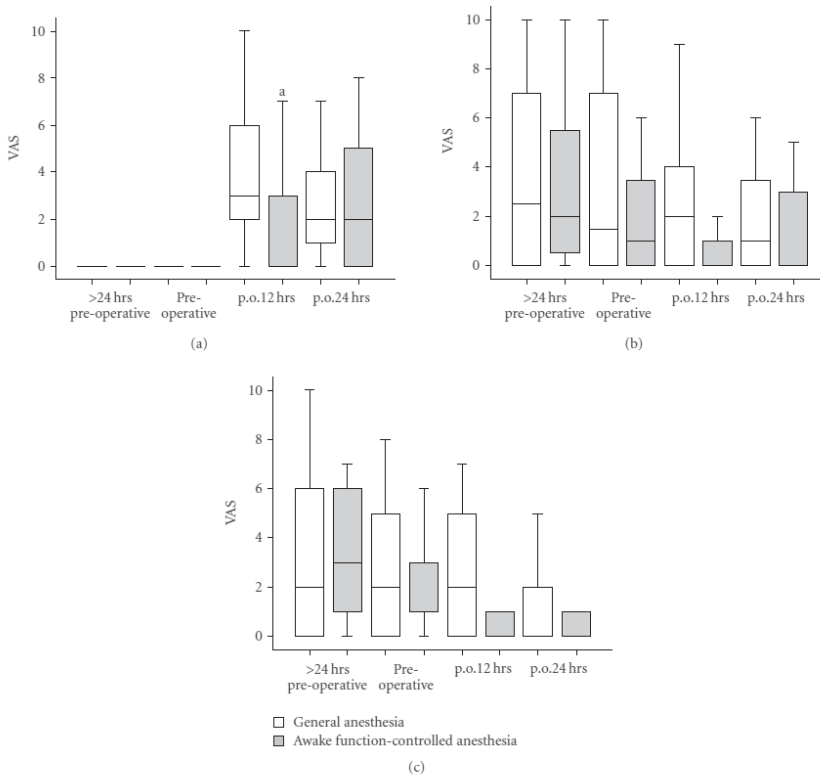 10
8
6
4
2
0
VAS
a
>24 hrs
pre-operative
Pre-
operative
p.o.12 hrs
p.o.24 hrs
(a)
10
8
6
4
2
0
VAS
>24 hrs
pre-operative
Pre-
operative
p.o.12 hrs
p.o.24 hrs
(b)
10
8
6
4
2
0
VAS
>24 hrs
pre-operative
Pre-
operative
p.o.12 hrs
p.o.24 hrs
General anesthesia
Awake function-controlled anesthesia
(c)